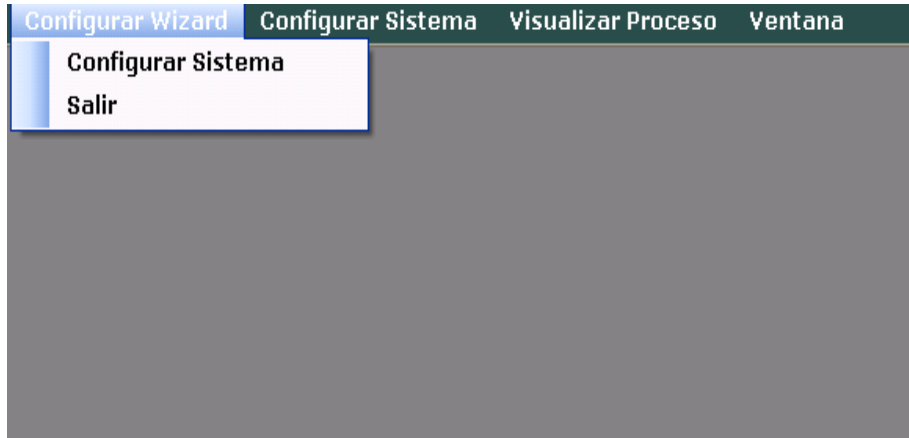 Configurar Wizard Configurar Sistema Visualizar Proceso Ventana
Configurar Sistema
Salir